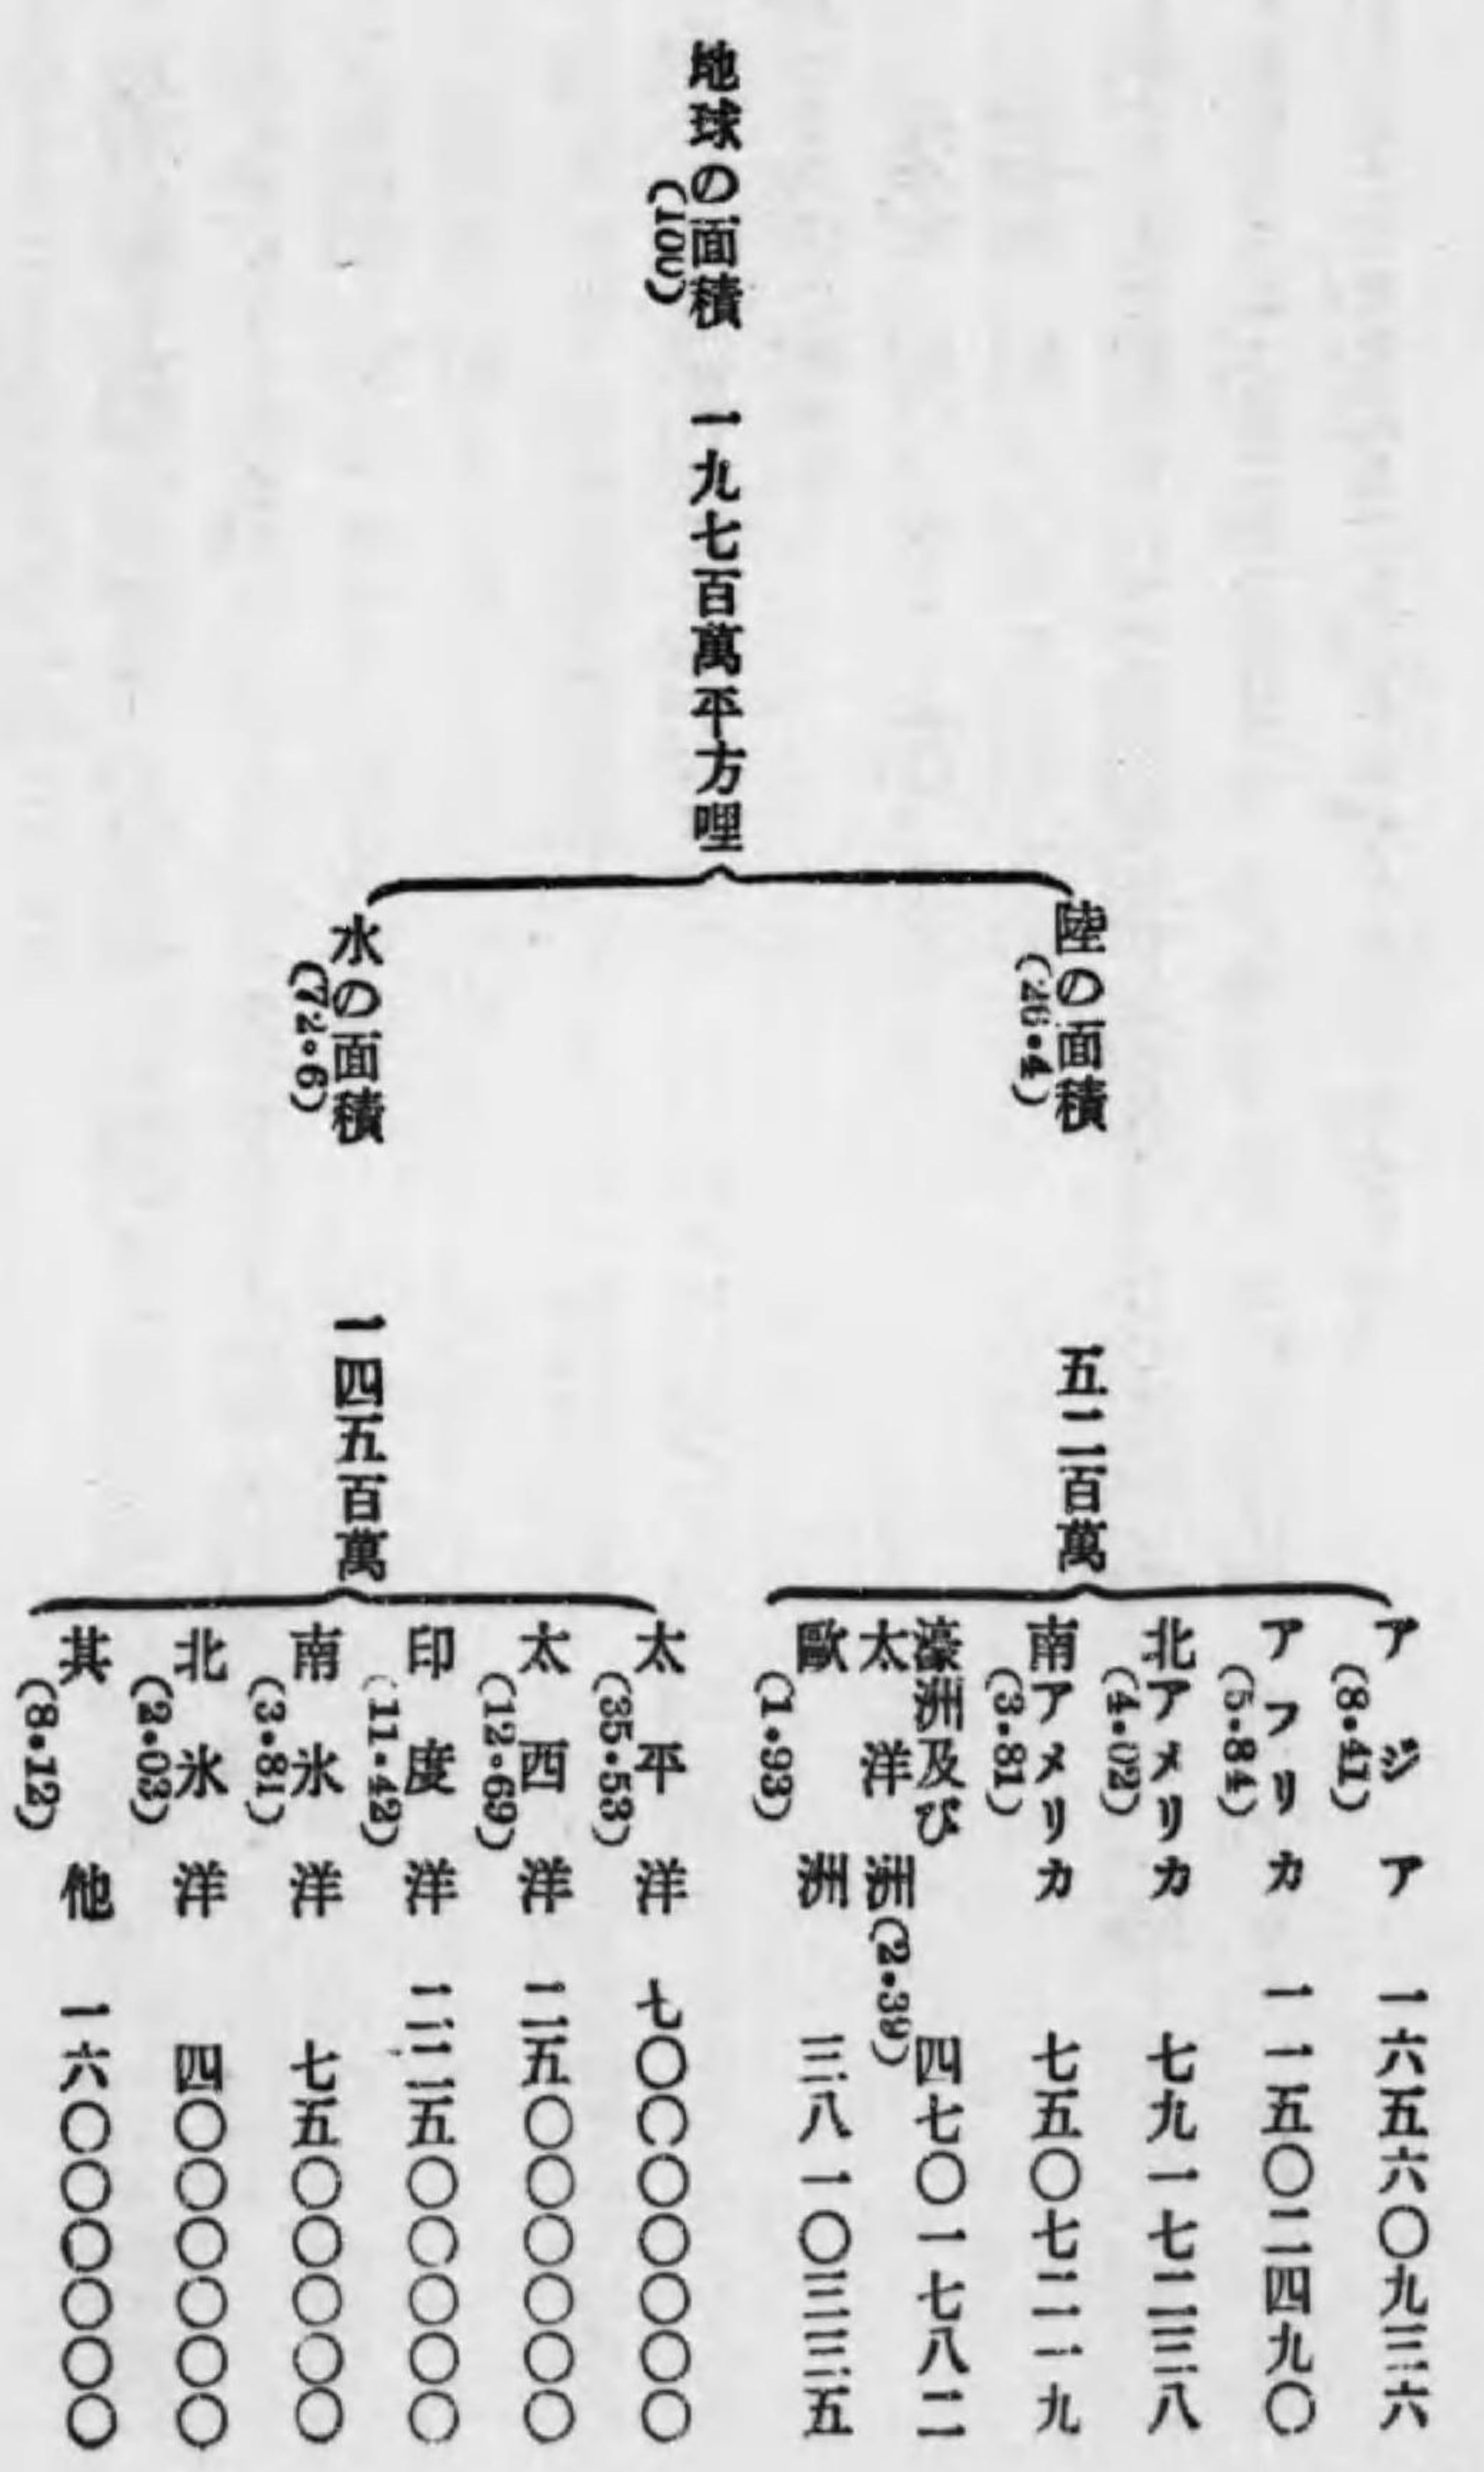 地球の面積 一九七百萬平方哩
(100)
陸の面積 五二百萬
(26・4)
アジア 一六五六〇九三六
(8・41)
アフリカ 一一五〇二四九〇
(5・84)
北アメリカ 七九一七二三八
(4・02)
南アメリカ 七五〇七二一九
(3・81)
濠洲及び
太洋洲(2・39) 四七〇一七八二
歐洲 三八一〇三三五
(1・93)
水の面積 一四五百萬
(72・6)
太平洋 七〇〇〇〇〇〇〇
(35・53)
太西洋 二五〇〇〇〇〇〇
(12・69)
印度洋 二二五〇〇〇〇〇
(11・42)
南氷洋 七五〇〇〇〇〇
(3・81)
北氷洋 四〇〇〇〇〇〇
(2・03)
其他 一六〇〇〇〇〇〇
(8・12)